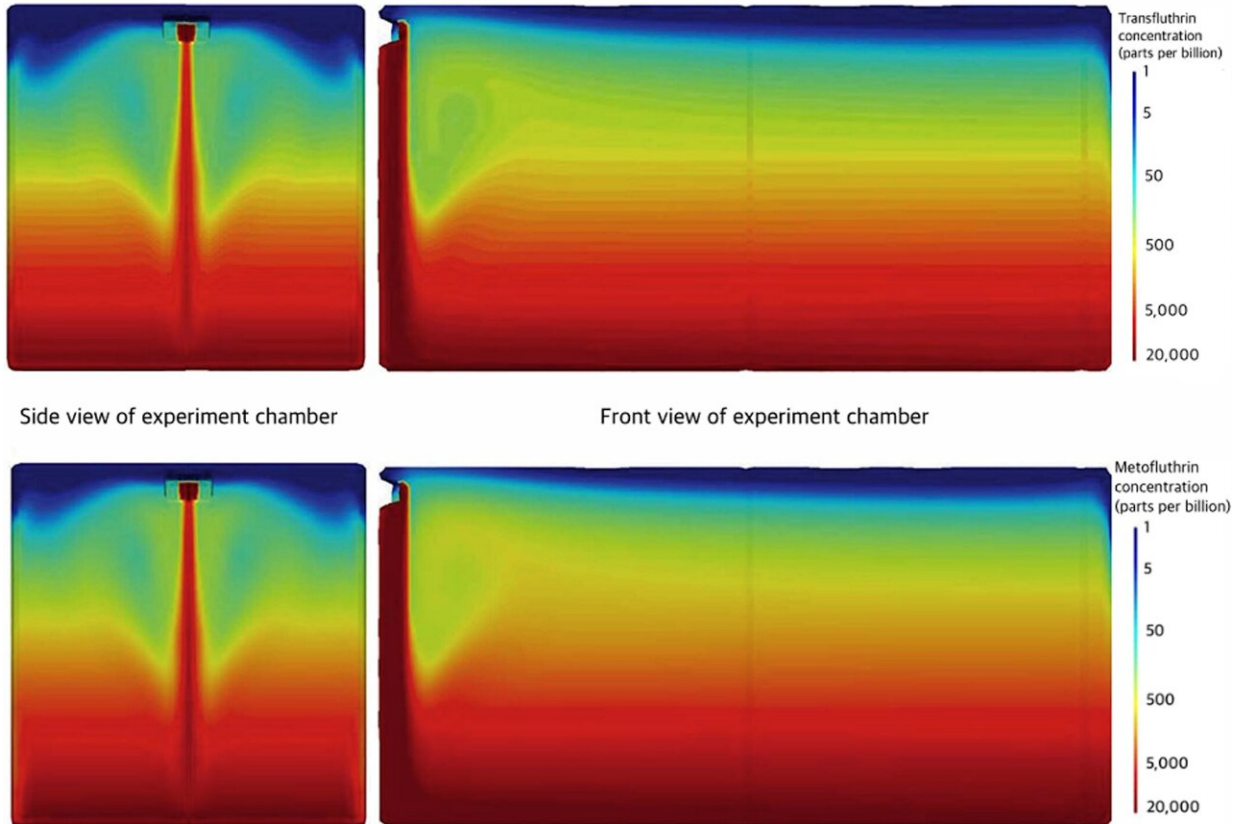 Transfluthrin
concentration
(parts per billion)
1
5
50
500
5,000
20,000
Side view of experiment chamber
Front view of experiment chamber
Metofluthrin
concentration
(parts per billion)
1
5
50
500
5,000
20,000